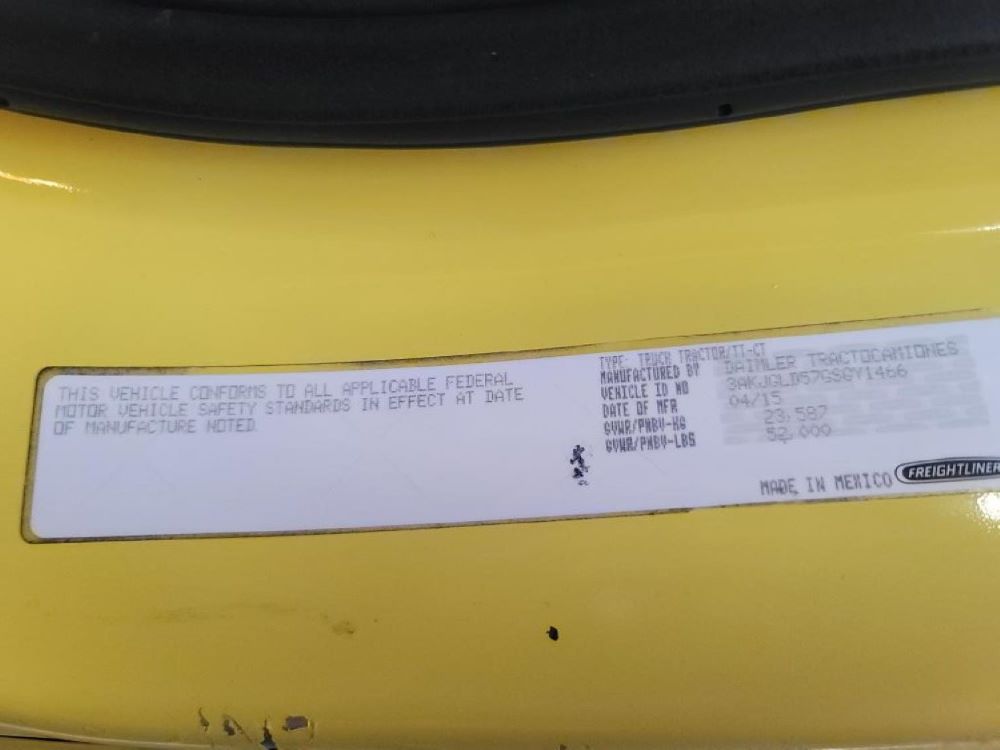 THIS VEHICLE CONFORMS TO ALL APPLICABLE FEDERAL
MOTOR VEHICLE SAFETY STANDARDS IN EFFECT AT DATE
OF MANUFACTURE NOTED.
TYPE: TRUCK TRACTOR/TT-CT
MANUFACTURED BY DAIMLER TRACTOCAMIONES
VEHICLE ID NO 3AKJGLD57GSGY1466
DATE OF MFR 04/15
GVWR/PNBV-KG 23,587
GVWR/PNBV-LBS 52,000
MADE IN MEXICO FREIGHTLINER